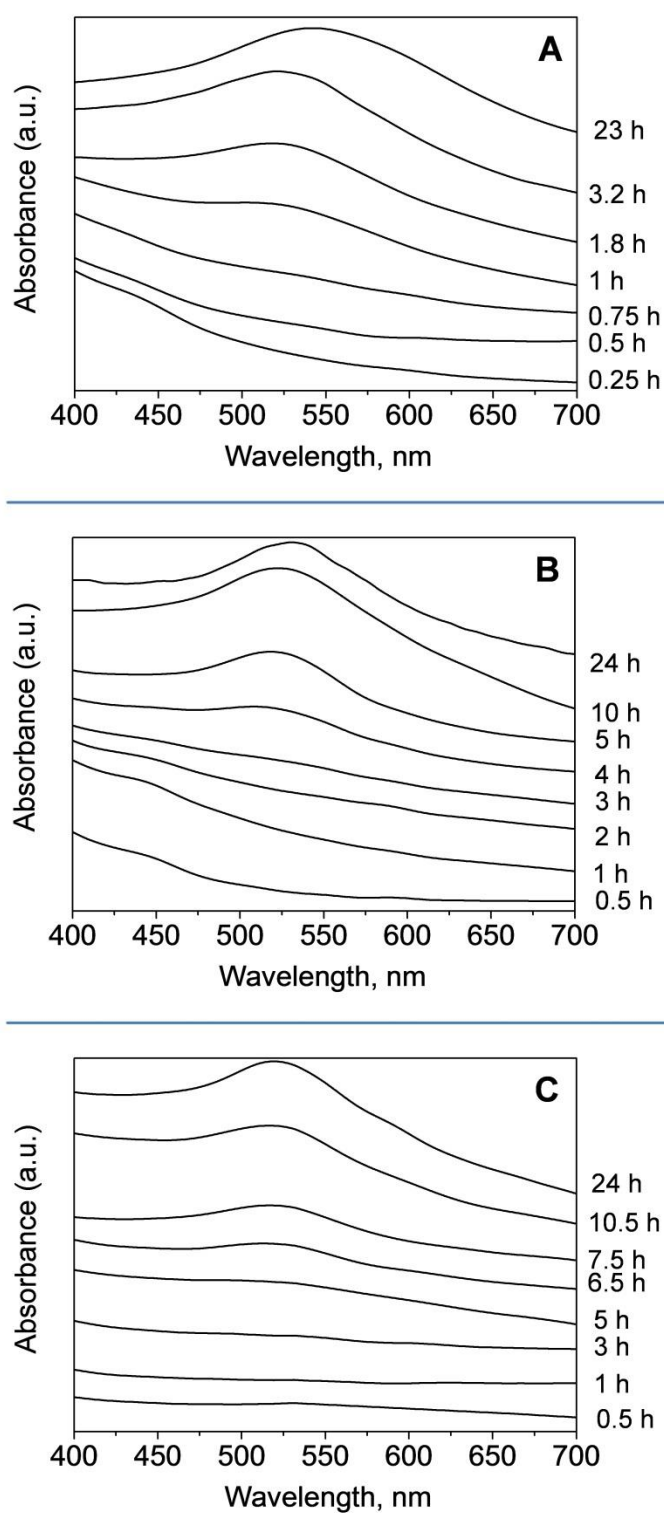 A
Absorbance (a.u.)
23 h
3.2 h
1.8 h
1 h
0.75 h
0.5 h
0.25 h
400 450 500 550 600 650 700
Wavelength, nm
B
Absorbance (a.u.)
24 h
10 h
5 h
4 h
3 h
2 h
1 h
0.5 h
400 450 500 550 600 650 700
Wavelength, nm
C
Absorbance (a.u.)
24 h
10.5 h
7.5 h
6.5 h
5 h
3 h
1 h
0.5 h
400 450 500 550 600 650 700
Wavelength, nm